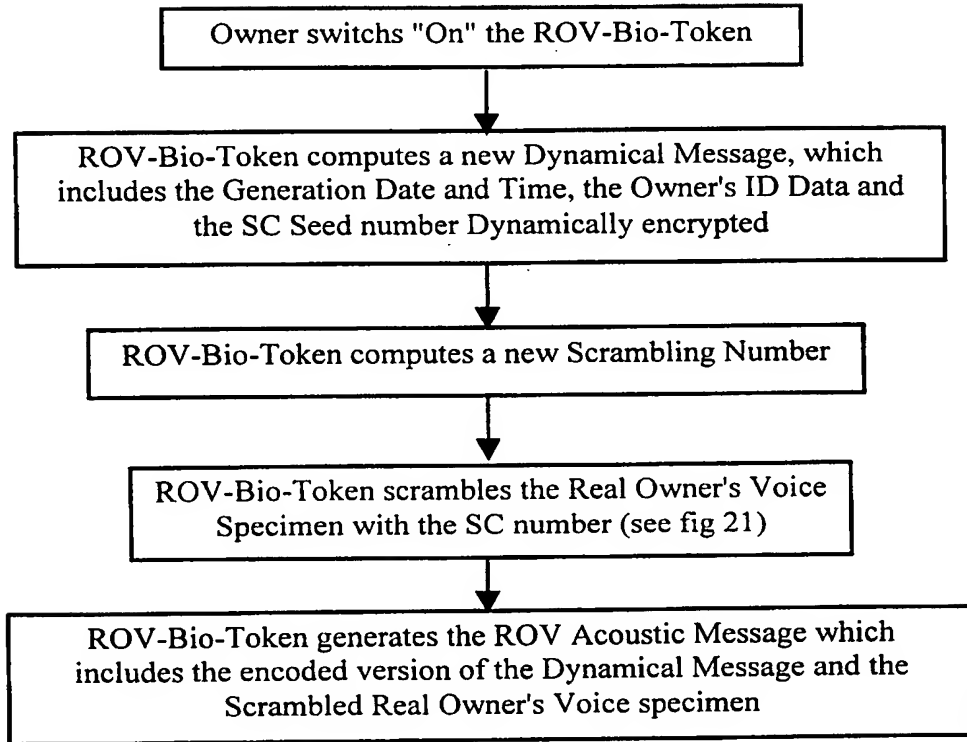 Owner switchs "On" the ROV-Bio-Token
ROV-Bio-Token computes a new Dynamical Message, which
includes the Generation Date and Time, the Owner's ID Data and
the SC Seed number Dynamically encrypted
ROV-Bio-Token computes a new Scrambling Number
ROV-Bio-Token scrambles the Real Owner's Voice
Specimen with the SC number (see fig 21)
ROV-Bio-Token generates the ROV Acoustic Message which
includes the encoded version of the Dynamical Message and the
Scrambled Real Owner's Voice specimen